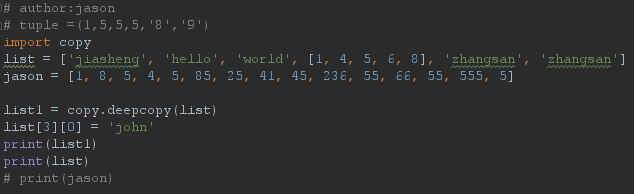 # author:jason
# tuple =(1,5,5,5,'8','9')
import copy
list = ['jiasheng', 'hello', 'world', [1, 4, 5, 6, 8], 'zhangsan', 'zhangsan']
jason = [1, 8, 5, 4, 5, 85, 25, 41, 45, 236, 55, 66, 55, 555, 5]
list1 = copy.deepcopy(list)
list[3][0] = 'john'
print(list1)
print(list)
# print(jason)